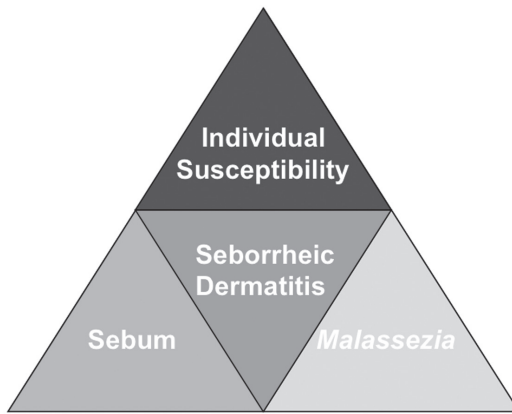 Individual
Susceptibility
Seborrheic
Dermatitis
Sebum
Malassezia